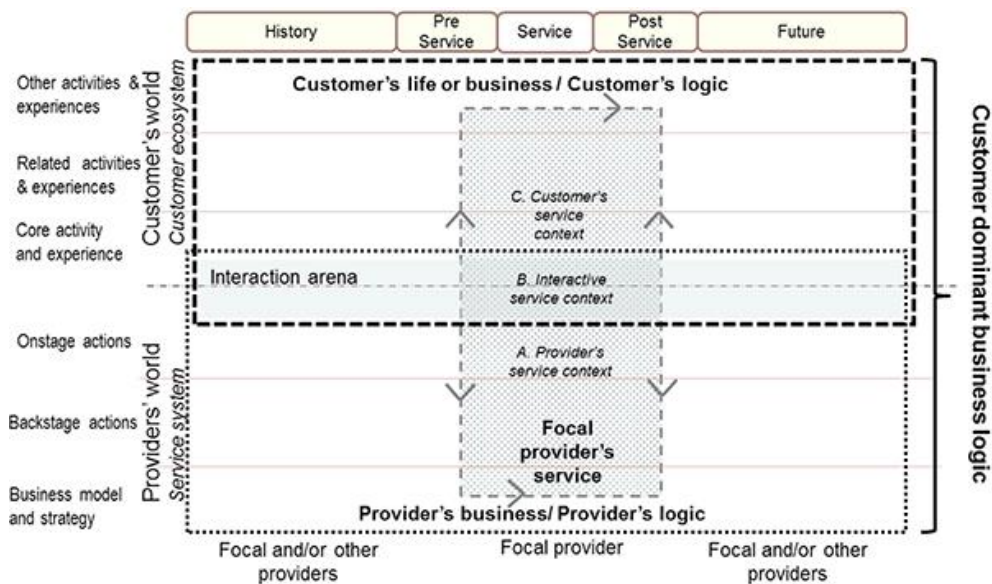 History
Pre
Service
Service
Post
Service
Future
Other activities &
experiences
Related activities
& experiences
Core activity
and experience
Onstage actions
Backstage actions
Business model
and strategy
Customer's world
Customer ecosystem
Providers' world
Service system
Customer's life or business / Customer's logic
C. Customer's
service
context
Interaction arena
B. Interactive
service context
A. Provider's
service context
Focal
provider's
service
Provider's business/ Provider's logic
Focal and/or other
providers
Focal provider
Focal and/or other
providers
Customer dominant business logic